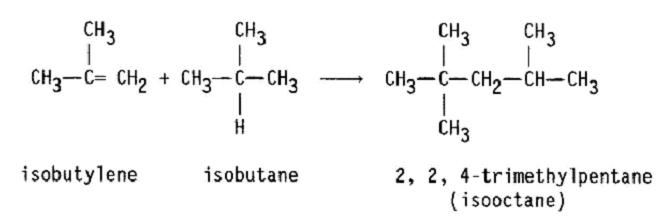 CH3 CH3 CH3 CH3
CH3—C= CH2 + CH3—C—CH3 ⟶ CH3—C—CH2—CH—CH3
H CH3
isobutylene isobutane 2, 2, 4-trimethylpentane
(isooctane)